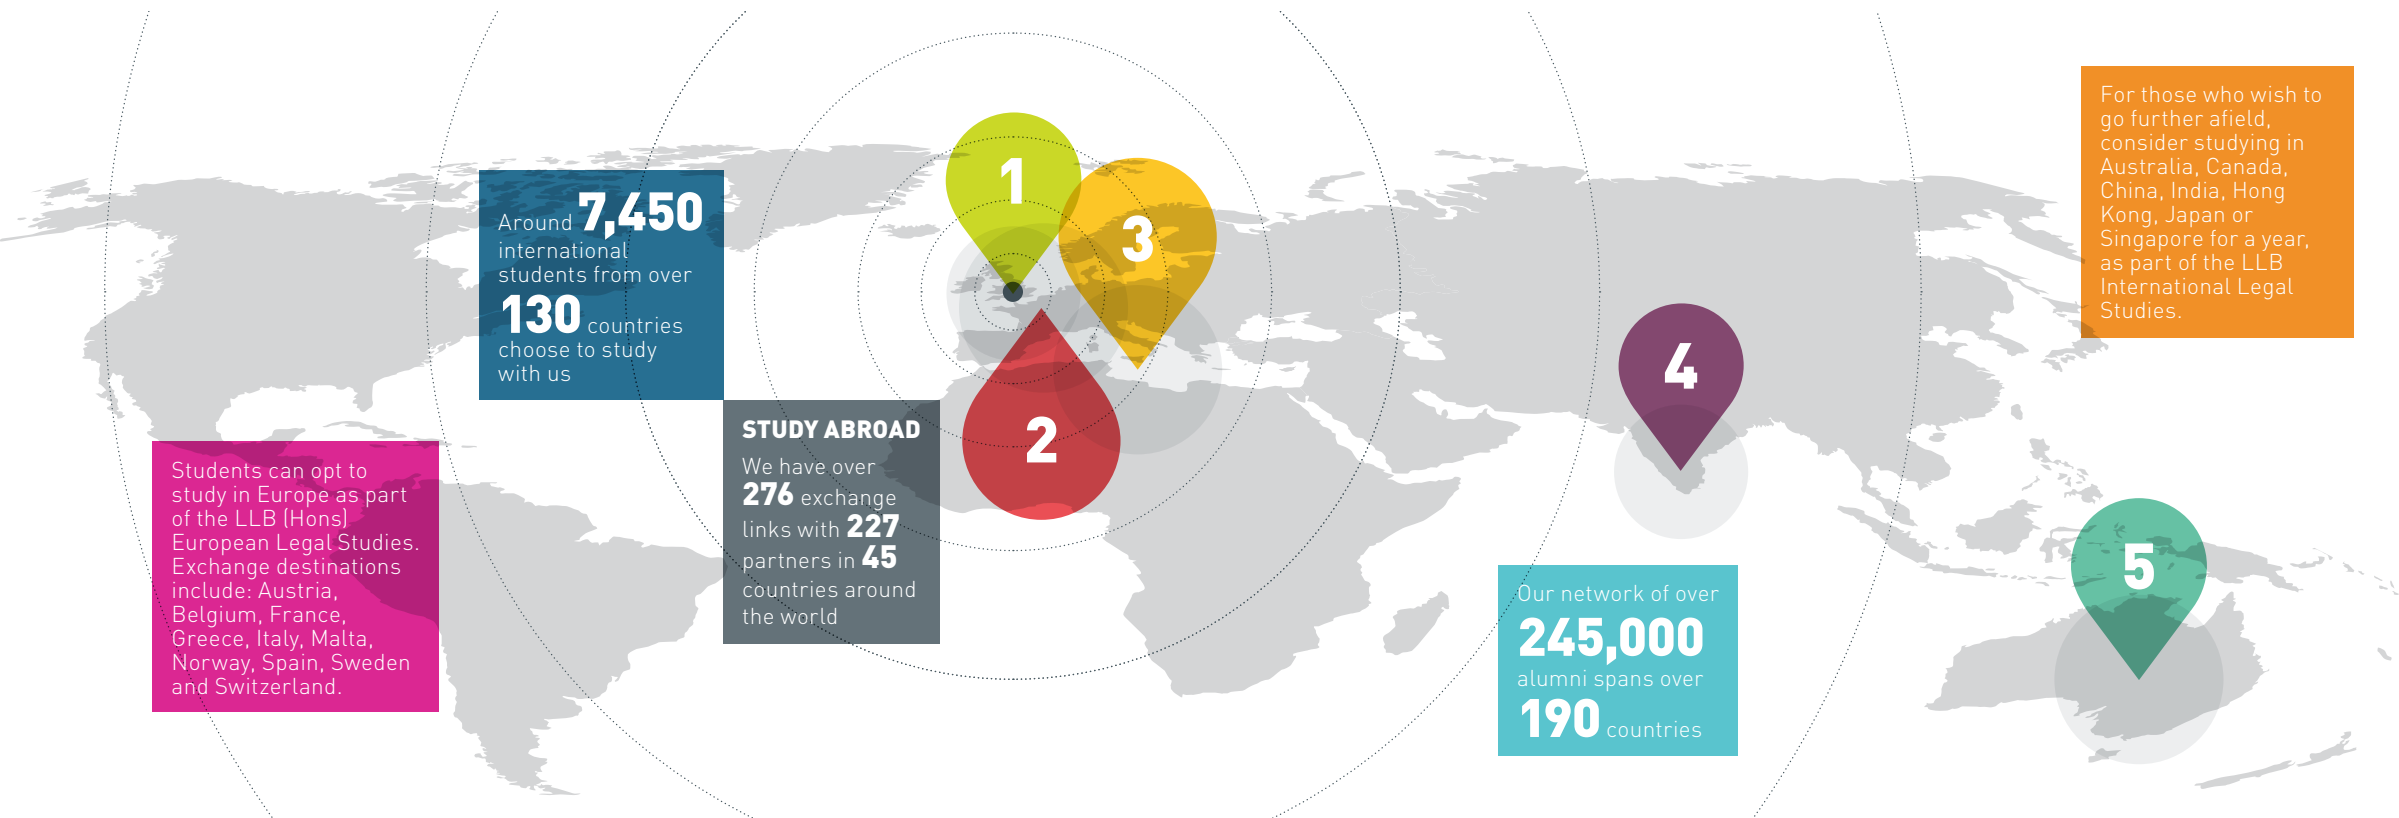 Around 7,450
international
students from over
130 countries
choose to study
with us
Students can opt to
study in Europe as part
of the LLB (Hons)
European Legal Studies.
Exchange destinations
include: Austria,
Belgium, France,
Greece, Italy, Malta,
Norway, Spain, Sweden
and Switzerland.
STUDY ABROAD
We have over
276 exchange
links with 227
partners in 45
countries around
the world
1
3
2
4
5
Our network of over
245,000
alumni spans over
190 countries
For those who wish to
go further afield,
consider studying in
Australia, Canada,
China, India, Hong
Kong, Japan or
Singapore for a year,
as part of the LLB
International Legal
Studies.